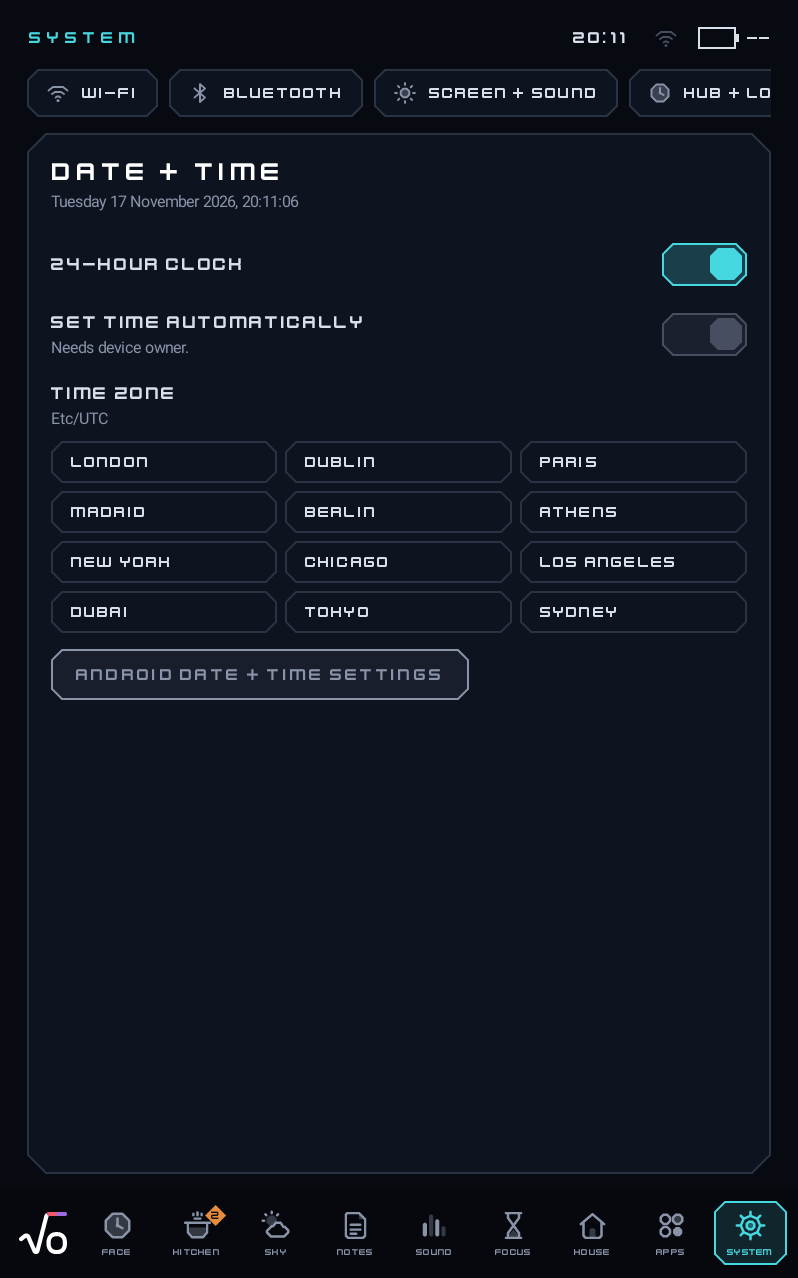 SYSTEM 20:11 --
WI-FI BLUETOOTH SCREEN + SOUND HUB + LO
DATE + TIME
Tuesday 17 November 2026, 20:11:06
24-HOUR CLOCK
SET TIME AUTOMATICALLY
Needs device owner.
TIME ZONE
Etc/UTC
LONDON DUBLIN PARIS
MADRID BERLIN ATHENS
NEW YORK CHICAGO LOS ANGELES
DUBAI TOKYO SYDNEY
ANDROID DATE + TIME SETTINGS
2
√o FACE KITCHEN SKY NOTES SOUND FOCUS HOUSE APPS SYSTEM